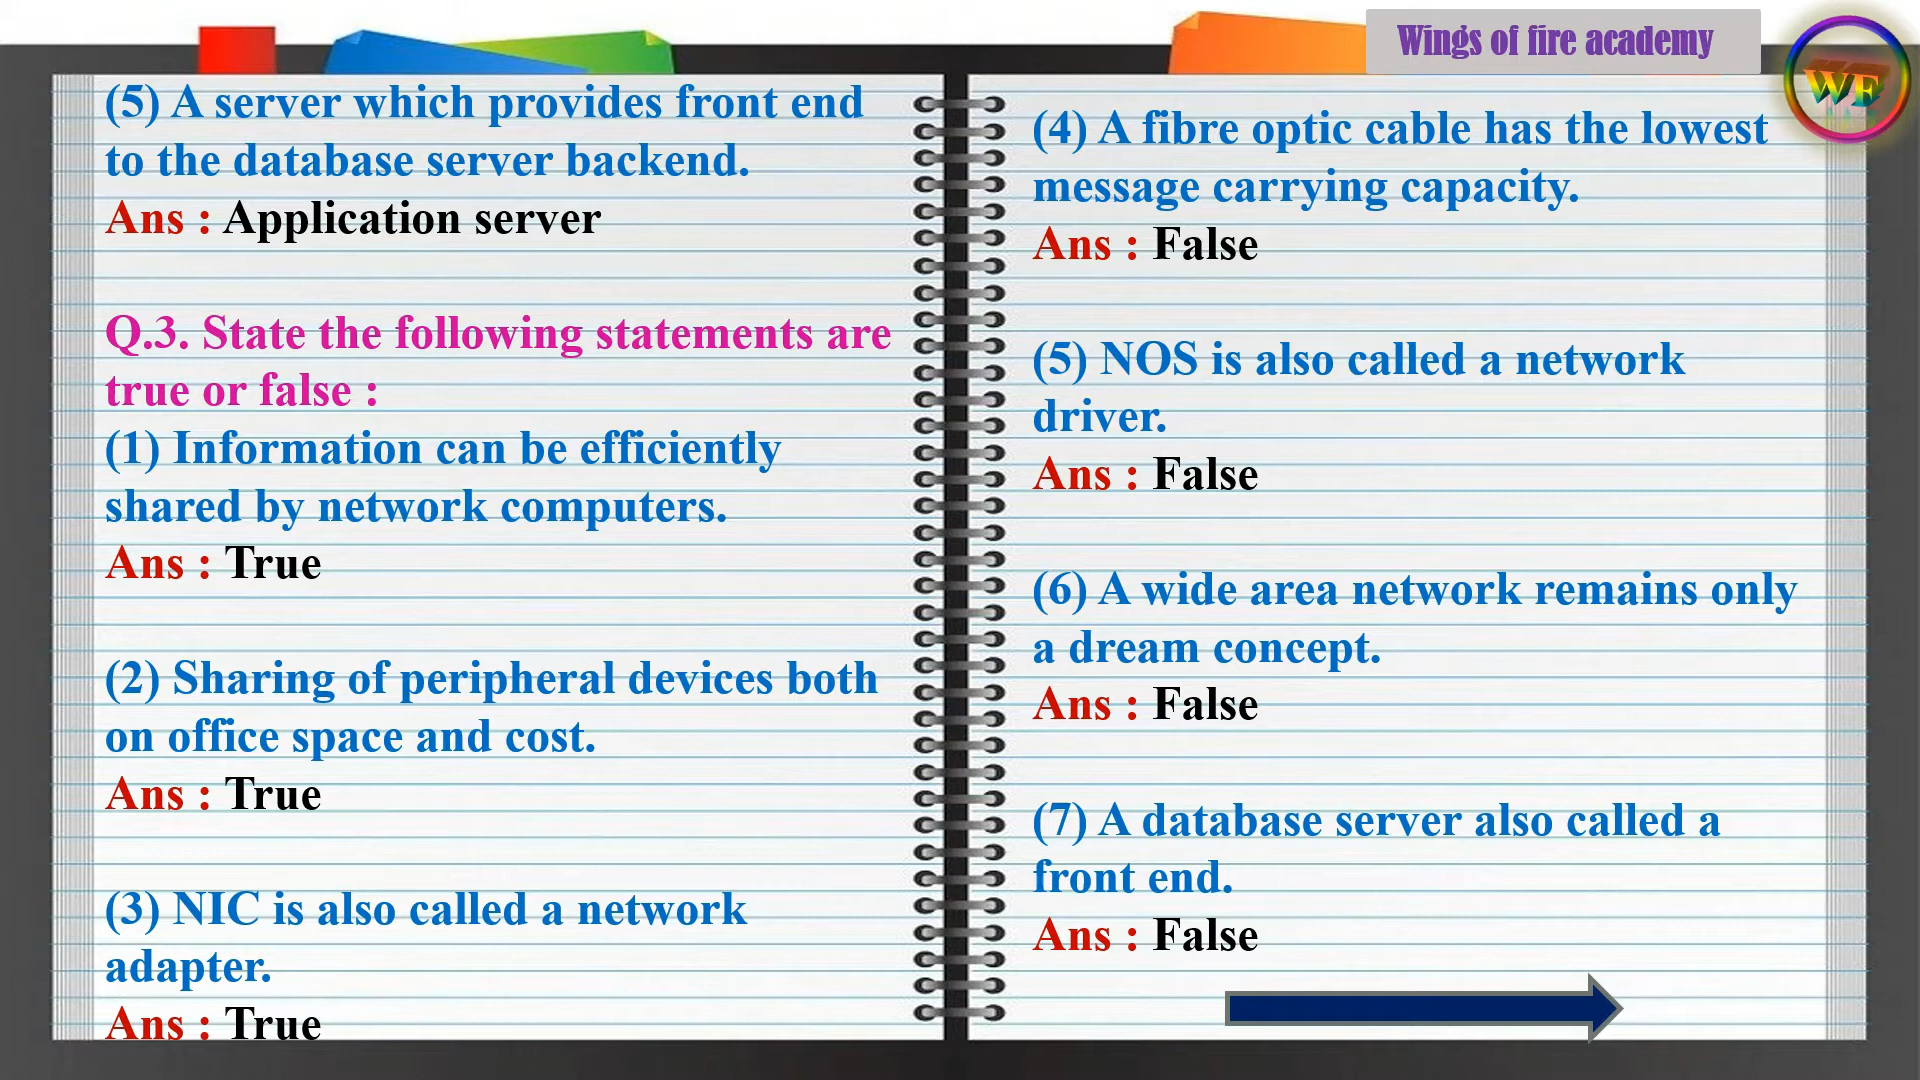 Wings of fire academy
WF
(5) A server which provides front end
to the database server backend.
Ans : Application server
Q.3. State the following statements are
true or false :
(1) Information can be efficiently
shared by network computers.
Ans : True
(2) Sharing of peripheral devices both
on office space and cost.
Ans : True
(3) NIC is also called a network
adapter.
Ans : True
(4) A fibre optic cable has the lowest
message carrying capacity.
Ans : False
(5) NOS is also called a network
driver.
Ans : False
(6) A wide area network remains only
a dream concept.
Ans : False
(7) A database server also called a
front end.
Ans : False